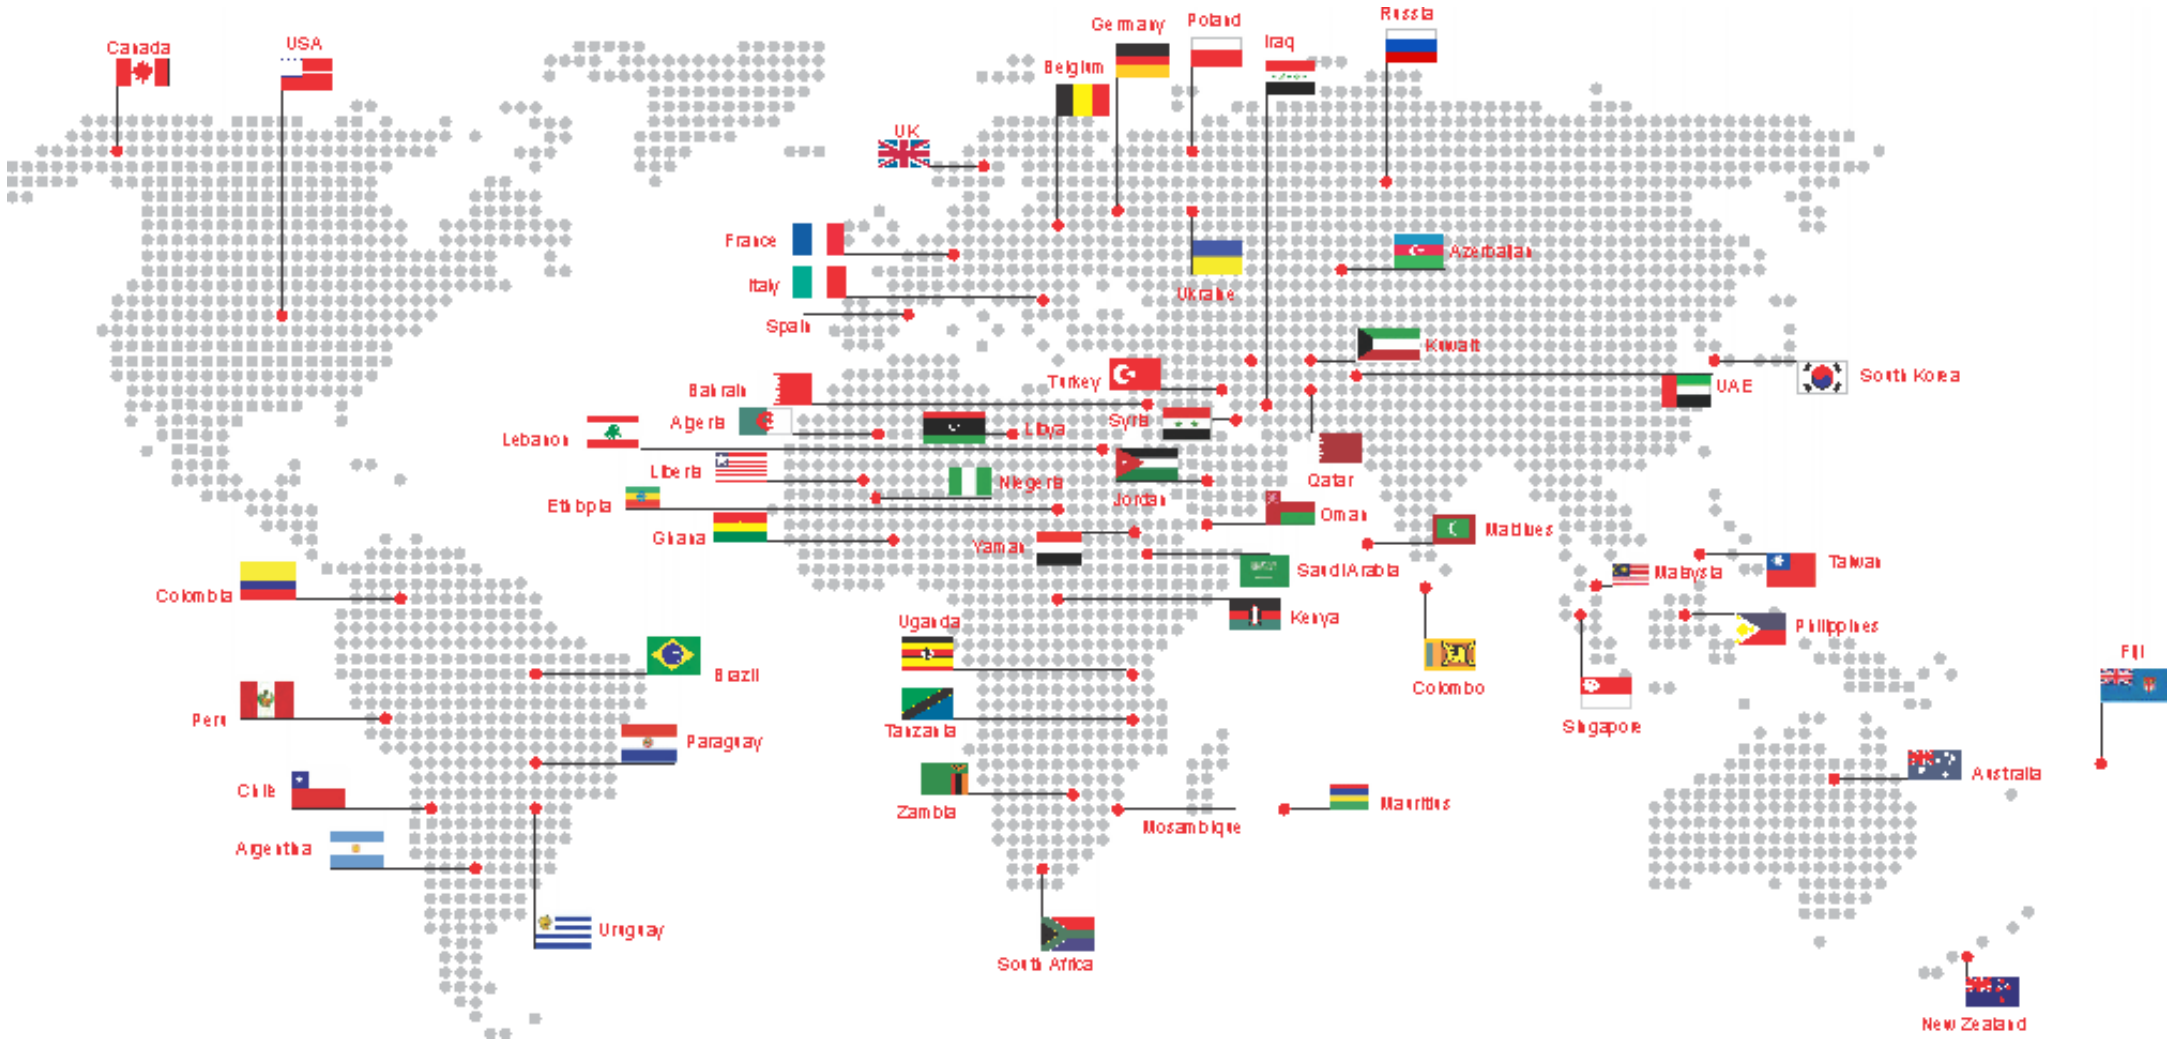 Russia
Poland
Germany
Iraq
USA
Canada
Belgium
UK
France
Azerbaijan
Italy
Ukraine
Spain
Kuwait
South Korea
Turkey
UAE
Bahrain
Algeria
Syria
Libya
Lebanon
Liberia
Niegeria
Qatar
Jordan
Ethiopia
Oman
Maldives
Ghana
Yaman
Taiwan
Saudi Arabia
Malaysia
Colombia
Kenya
Uganda
Philippines
Fiji
Brazil
Colombo
Peru
Tanzania
Singapore
Paraguay
Australia
Chile
Zambia
Mauritius
Mosambique
Argentina
Uruguay
South Africa
New Zealand